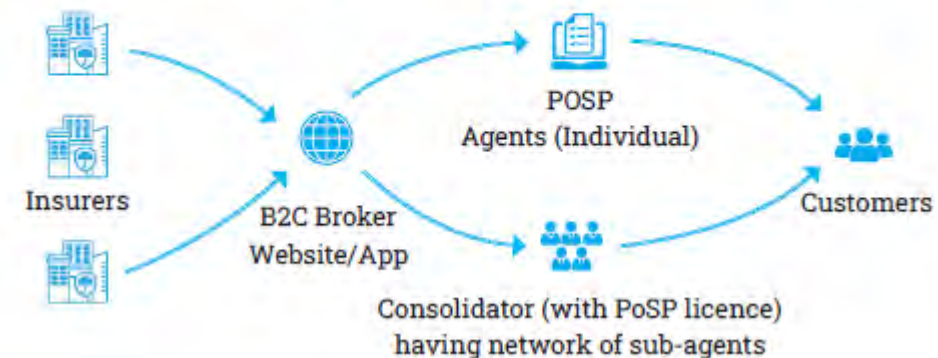 POSP
Agents (Individual)
Insurers
B2C Broker
Website/App
Customers
Consolidator (with PoSP licence)
having network of sub-agents